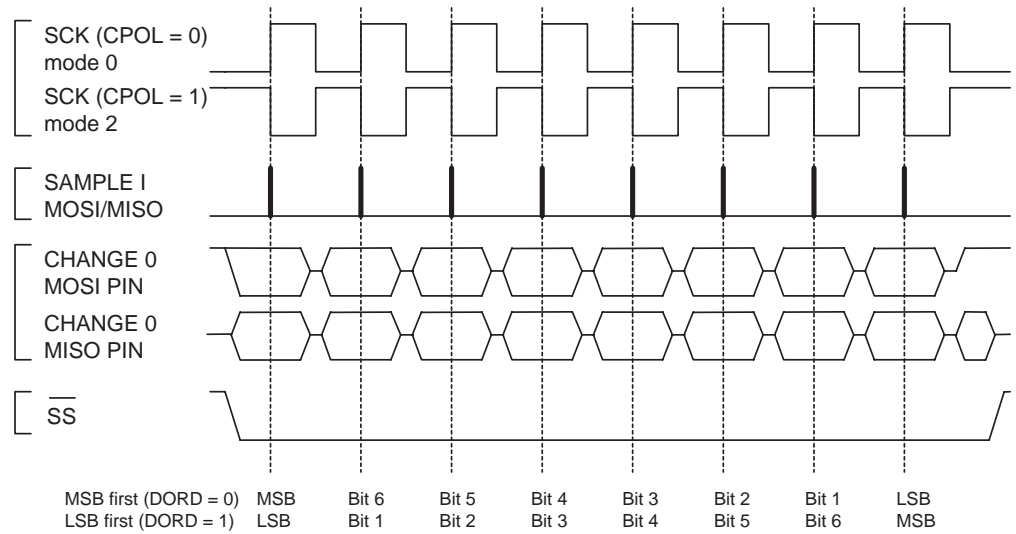 SCK (CPOL = 0)
mode 0
SCK (CPOL = 1)
mode 2
SAMPLE I
MOSI/MISO
CHANGE 0
MOSI PIN
CHANGE 0
MISO PIN
SS
MSB first (DORD = 0) MSB Bit 6 Bit 5 Bit 4 Bit 3 Bit 2 Bit 1 LSB
LSB first (DORD = 1) LSB Bit 1 Bit 2 Bit 3 Bit 4 Bit 5 Bit 6 MSB